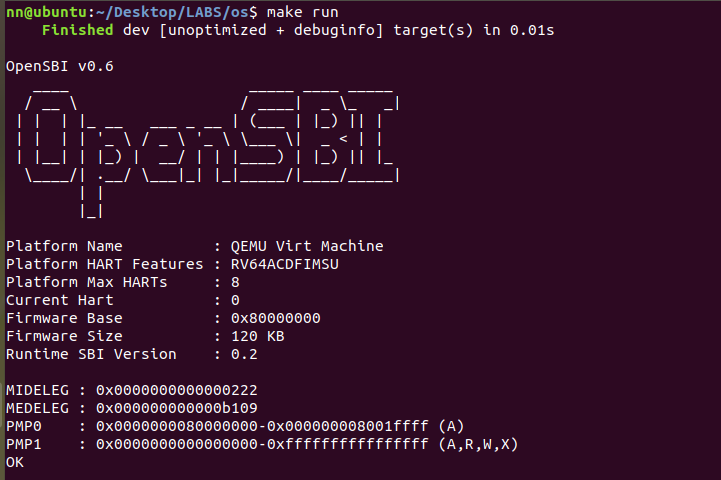 nn@ubuntu:~/Desktop/LABS/os$ make run
    Finished dev [unoptimized + debuginfo] target(s) in 0.01s
OpenSBI v0.6
OpenSBI
Platform Name          : QEMU Virt Machine
Platform HART Features : RV64ACDFIMSU
Platform Max HARTs     : 8
Current Hart           : 0
Firmware Base          : 0x80000000
Firmware Size          : 120 KB
Runtime SBI Version    : 0.2
MIDELEG : 0x0000000000000222
MEDELEG : 0x000000000000b109
PMP0    : 0x0000000080000000-0x000000008001ffff (A)
PMP1    : 0x0000000000000000-0xffffffffffffffff (A,R,W,X)
OK